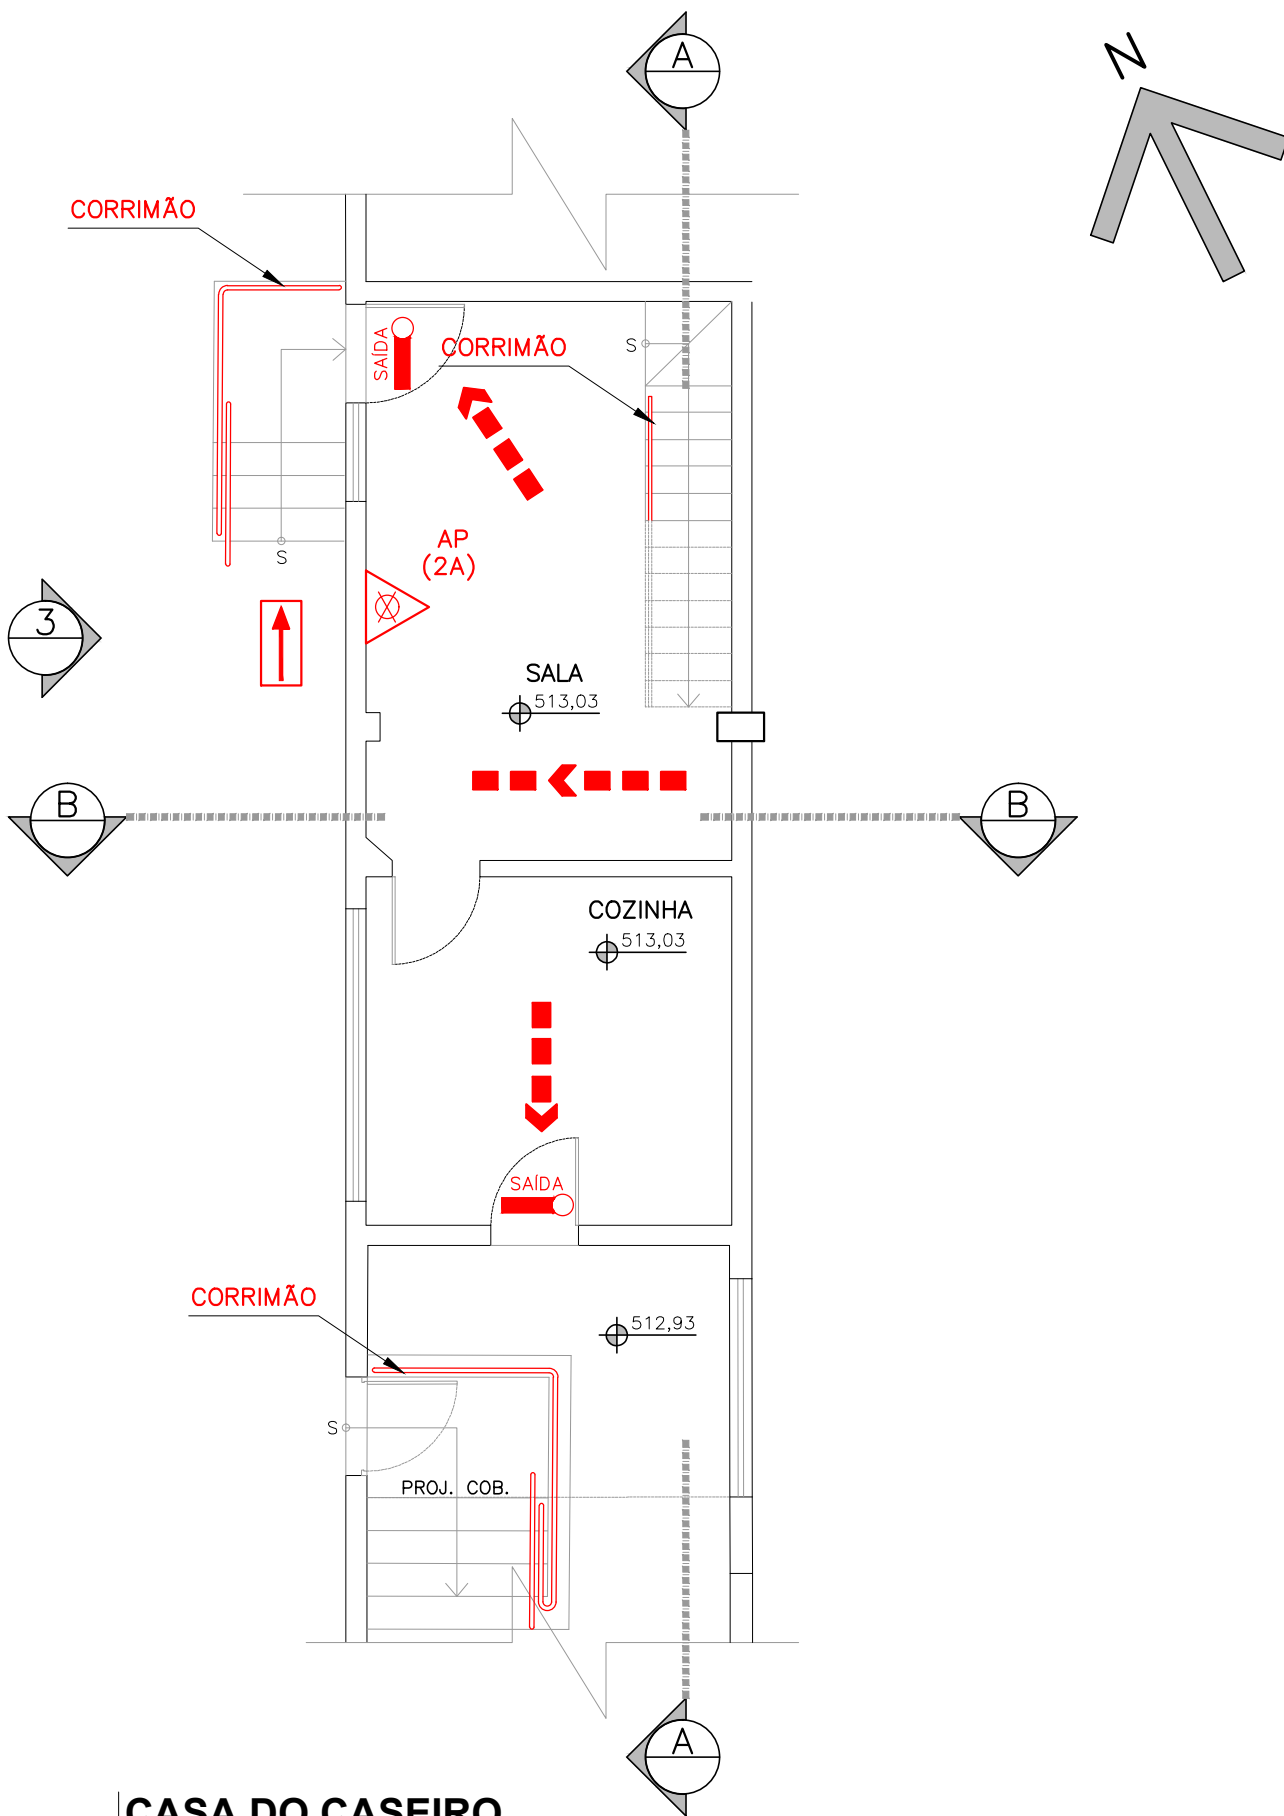 A
N
CORRIMÃO
SAÍDA
CORRIMÃO
S
AP
(2A)
S
3
SALA
513,03
B
B
COZINHA
513,03
SAÍDA
CORRIMÃO
512,93
S
PROJ. COB.
A
CASA DO CASEIRO